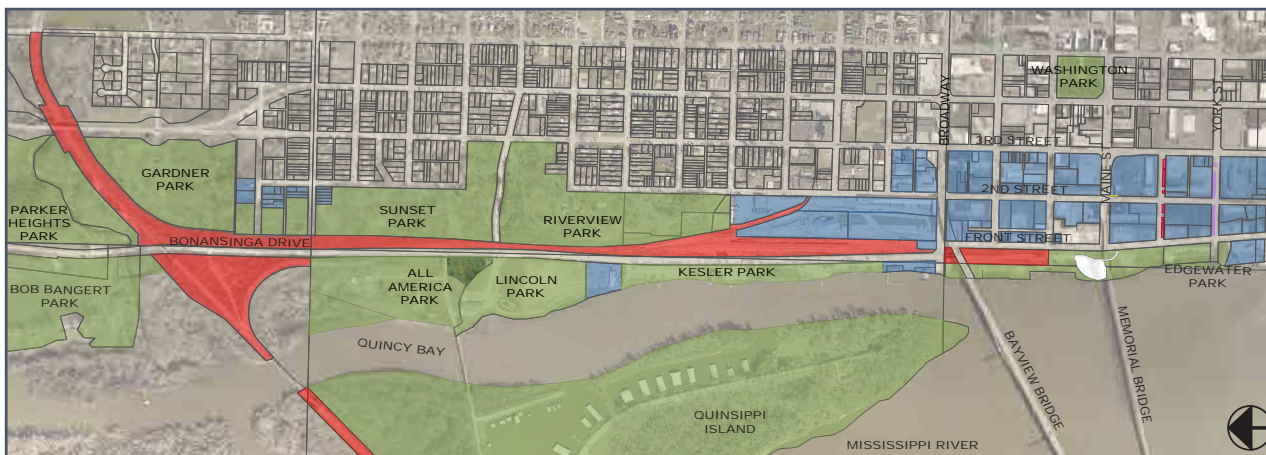 WASHINGTON
PARK
BROADWAY
YORK ST
3RD STREET
VAINE ST
2ND STREET
GARDNER
PARK
PARKER
HEIGHTS
PARK
SUNSET
PARK
RIVERVIEW
PARK
BONANSINGA DRIVE
FRONT STREET
ALL
AMERICA
PARK
LINCOLN
PARK
KESLER PARK
EDGEWATER
PARK
BOB BANGERT
PARK
QUINCY BAY
BAYVIEW BRIDGE
MEMORIAL BRIDGE
QUINSIPPI
ISLAND
MISSISSIPPI RIVER